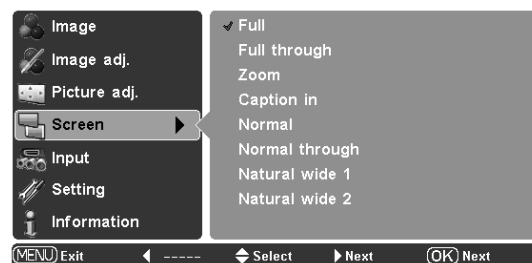 Image
Image adj.
Picture adj.
Screen
Input
Setting
Information
Full
Full through
Zoom
Caption in
Normal
Normal through
Natural wide 1
Natural wide 2
MENU Exit ----- Select Next OK Next